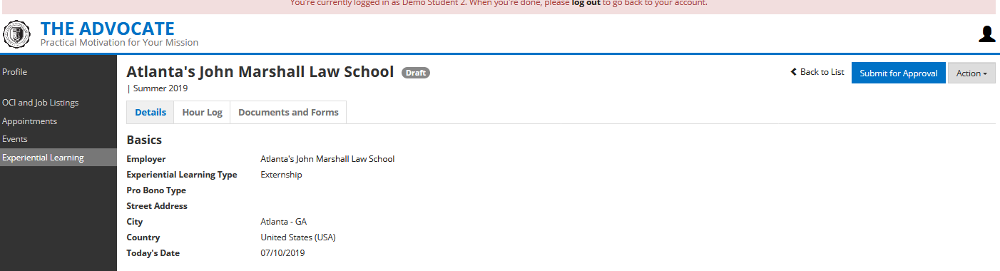 You're currently logged in as Demo Student 2. When you're done, please log out to go back to your account.
THE ADVOCATE
Practical Motivation for Your Mission
Profile
OCI and Job Listings
Appointments
Events
Experiential Learning
Atlanta's John Marshall Law School Draft
| Summer 2019
Back to List Submit for Approval Action
Details Hour Log Documents and Forms
Basics
Employer Atlanta's John Marshall Law School
Experiential Learning Type Externship
Pro Bono Type
Street Address
City Atlanta - GA
Country United States (USA)
Today's Date 07/10/2019